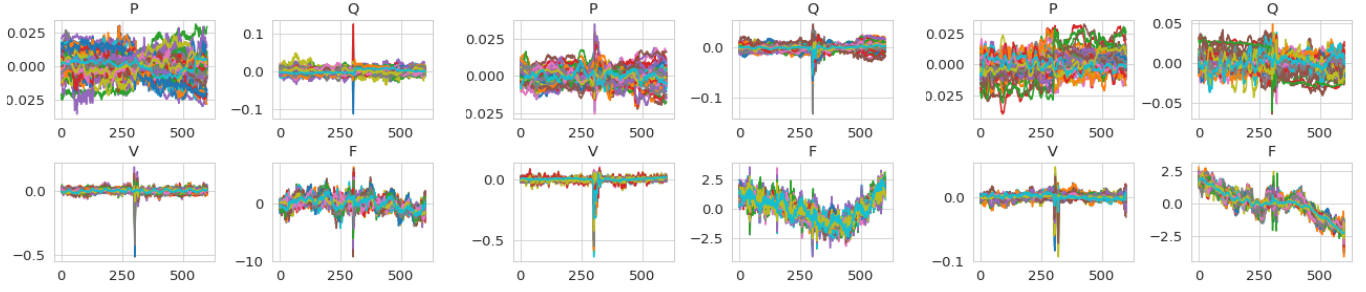 P Q P Q P Q
0.025 0.1 0.025 0.0 0.025 0.05
0.000 0.0 0.000 −0.1 0.000 0.00
0.025 −0.1 0.025 0.025 −0.05
0 250 500 0 250 500 0 250 500 0 250 500 0 250 500 0 250 500
V F V F V F
0.0 0 0.0 2.5 0.0 2.5
−0.5 −10 −0.5 0.0 −0.1 0.0
−2.5 −2.5
0 250 500 0 250 500 0 250 500 0 250 500 0 250 500 0 250 500